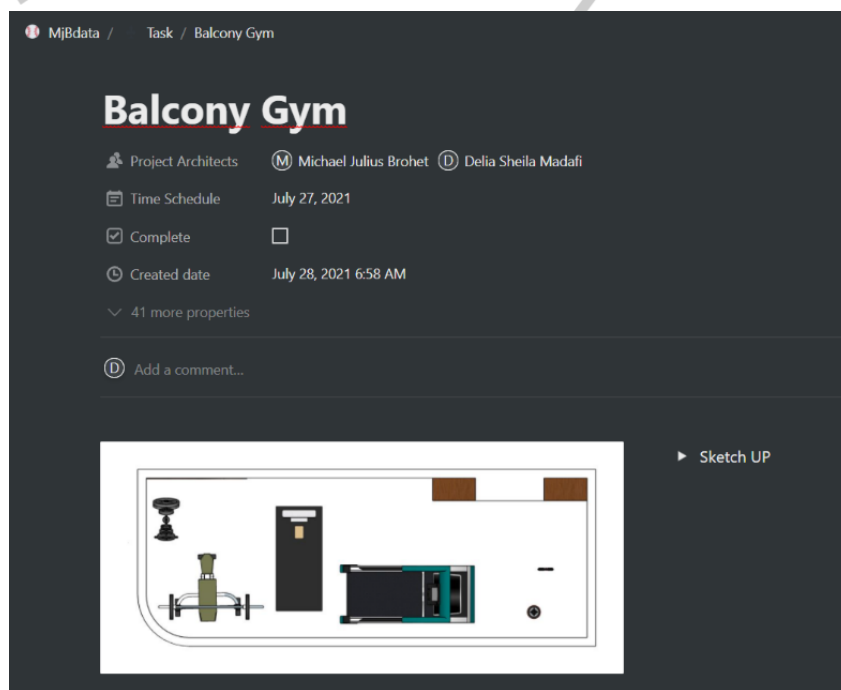 MjBdata / Task / Balcony Gym
Balcony Gym
Project Architects M Michael Julius Brohet D Delia Sheila Madafi
Time Schedule July 27, 2021
Complete
Created date July 28, 2021 6:58 AM
41 more properties
D Add a comment...
Sketch UP